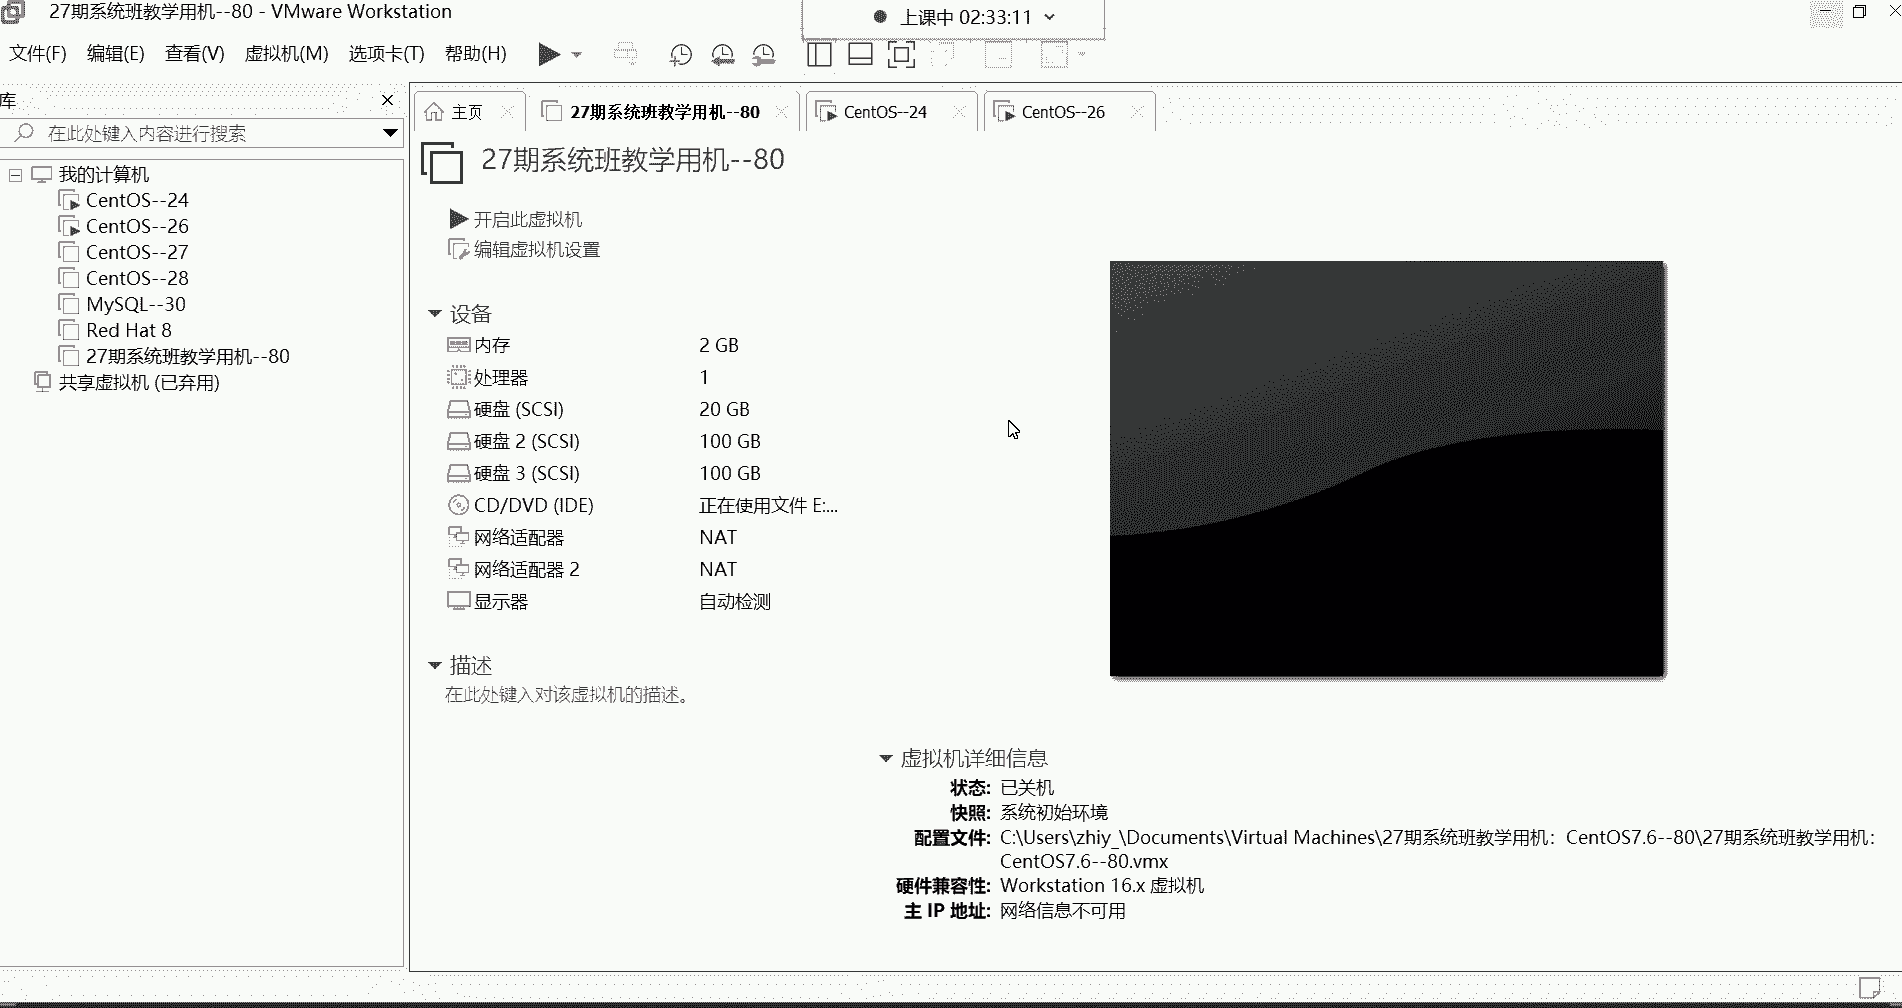 27期系统班教学用机--80 - VMware Workstation
上课中 02:33:11
文件(F) 编辑(E) 查看(V) 虚拟机(M) 选项卡(T) 帮助(H)
库
在此处键入内容进行搜索
我的计算机
CentOS--24
CentOS--26
CentOS--27
CentOS--28
MySQL--30
Red Hat 8
27期系统班教学用机--80
共享虚拟机 (已弃用)
主页 27期系统班教学用机--80 CentOS--24 CentOS--26
27期系统班教学用机--80
开启此虚拟机
编辑虚拟机设置
设备
内存 2 GB
处理器 1
硬盘 (SCSI) 20 GB
硬盘 2 (SCSI) 100 GB
硬盘 3 (SCSI) 100 GB
CD/DVD (IDE) 正在使用文件 E:...
网络适配器 NAT
网络适配器 2 NAT
显示器 自动检测
描述
在此处键入对该虚拟机的描述。
虚拟机详细信息
状态: 已关机
快照: 系统初始环境
配置文件: C:\Users\zhiy_\Documents\Virtual Machines\27期系统班教学用机：CentOS7.6--80\27期系统班教学用机：
CentOS7.6--80.vmx
硬件兼容性: Workstation 16.x 虚拟机
主 IP 地址: 网络信息不可用